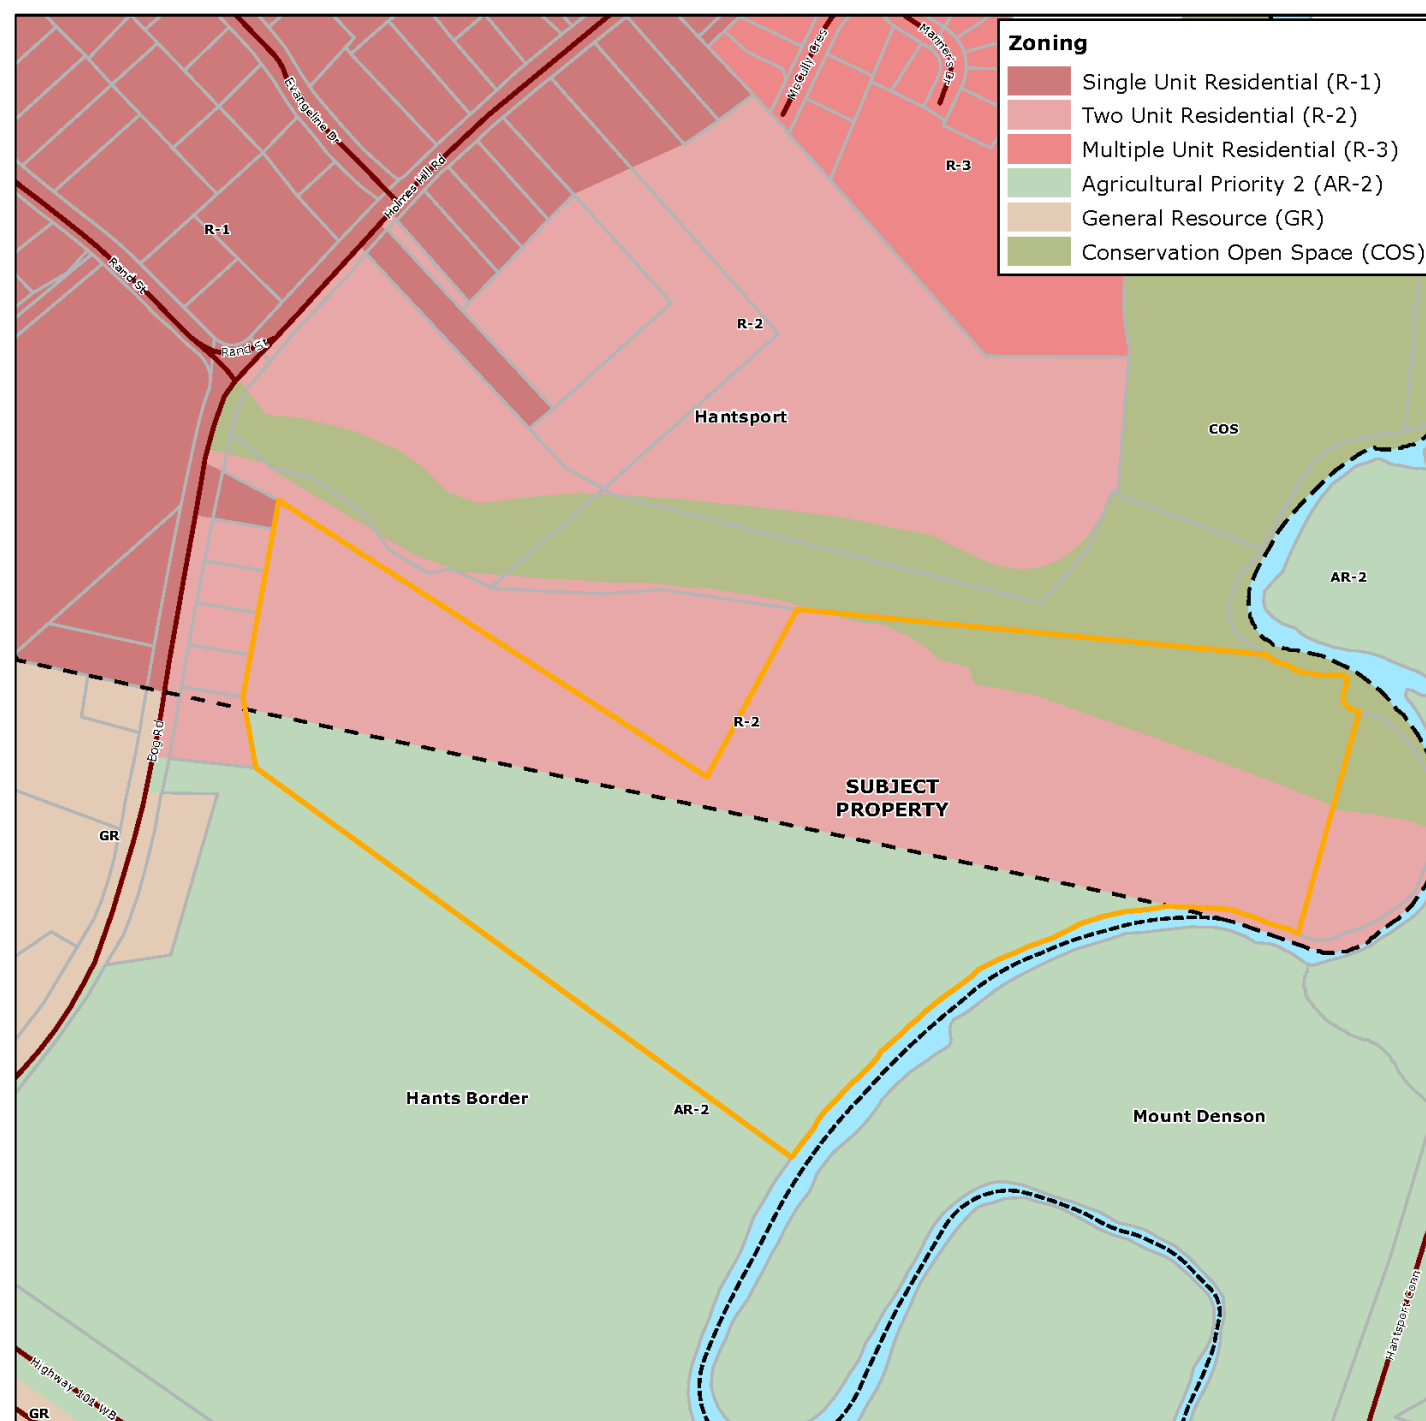 Zoning
Single Unit Residential (R-1)
Two Unit Residential (R-2)
Multiple Unit Residential (R-3)
Agricultural Priority 2 (AR-2)
General Resource (GR)
Conservation Open Space (COS)
McCully Cres
Mariner's Dr
Evangeline Dr
Holmes Hill Rd
R-3
R-1
Rand St
Rand St
R-2
Hantsport
COS
AR-2
R-2
Bog Rd
SUBJECT
PROPERTY
GR
Hants Border
AR-2
Mount Denson
Hantsport Conn
Highway 101 WB
GR